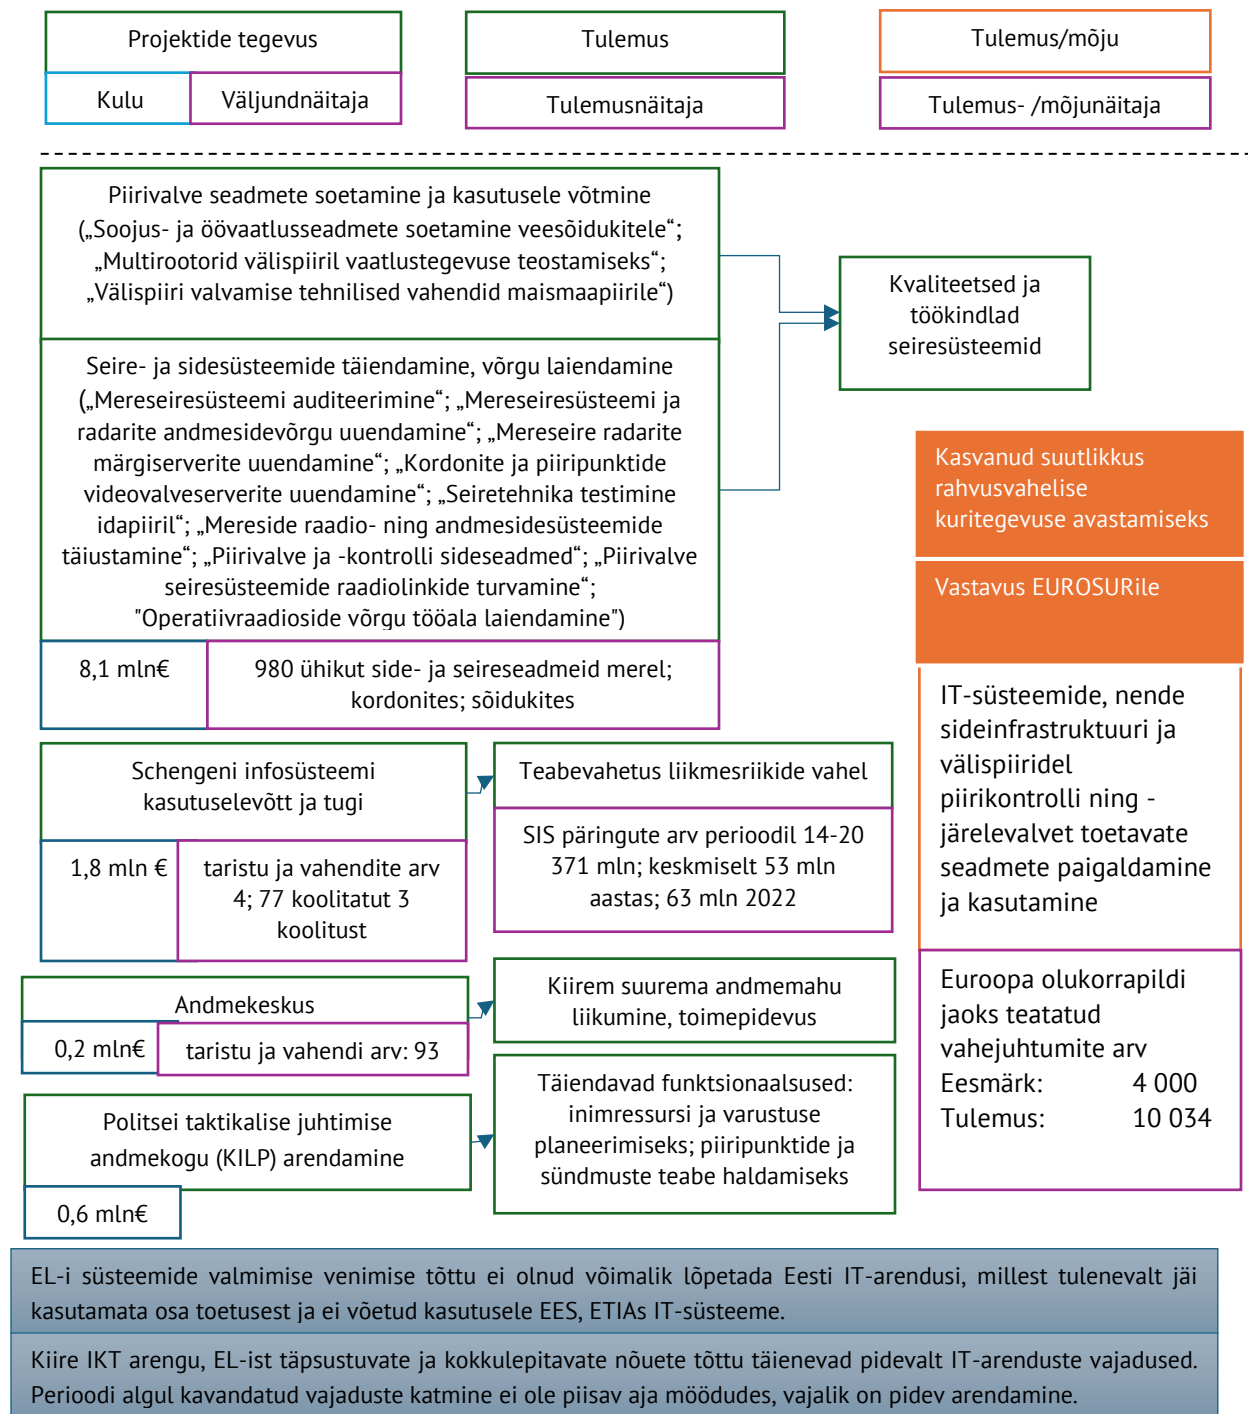 Projektide tegevus
Kulu
Väljundnäitaja
Tulemus
Tulemusnäitaja
Tulemus/mõju
Tulemus- /mõjunäitaja
Piirivalve seadmete soetamine ja kasutusele võtmine
(„Soojus- ja öövaatlusseadmete soetamine veesõidukitele“;
„Multirootorid välispiiril vaatlustegevuse teostamiseks“;
„Välispiiri valvamise tehnilised vahendid maismaapiirile“)
Seire- ja sidesüsteemide täiendamine, võrgu laiendamine
(„Mereseiresüsteemi auditeerimine“; „Mereseiresüsteemi ja
radarite andmesidevõrgu uuendamine“; „Mereseire radarite
märgiserverite uuendamine“; „Kordonite ja piiripunktide
videovalveserverite uuendamine“; „Seiretehnika testimine
idapiiril“; „Mereside raadio- ning andmesidesüsteemide
täiustamine“; „Piirivalve ja -kontrolli sideseadmed“; „Piirivalve
seiresüsteemide raadiolinkide turvamine“;
"Operatiivraadioside võrgu tööala laiendamine")
8,1 mln€
980 ühikut side- ja seireseadmeid merel;
kordonites; sõidukites
Kvaliteetsed ja
töökindlad
seiresüsteemid
Schengeni infosüsteemi
kasutuselevõtt ja tugi
1,8 mln €
taristu ja vahendite arv
4; 77 koolitatut 3
koolitust
Teabevahetus liikmesriikide vahel
SIS päringute arv perioodil 14-20
371 mln; keskmiselt 53 mln
aastas; 63 mln 2022
Andmekeskus
0,2 mln€
taristu ja vahendi arv: 93
Kiirem suurema andmemahu
liikumine, toimepidevus
Politsei taktikalise juhtimise
andmekogu (KILP) arendamine
0,6 mln€
Täiendavad funktsionaalsused:
inimressursi ja varustuse
planeerimiseks; piiripunktide ja
sündmuste teabe haldamiseks
Kasvanud suutlikkus
rahvusvahelise
kuritegevuse avastamiseks
Vastavus EUROSURile
IT-süsteemide, nende
sideinfrastruktuuri ja
välispiiridel
piirikontrolli ning -
järelevalvet toetavate
seadmete paigaldamine
ja kasutamine
Euroopa olukorrapildi
jaoks teatatud
vahejuhtumite arv
Eesmärk: 4 000
Tulemus: 10 034
EL-i süsteemide valmimise venimise tõttu ei olnud võimalik lõpetada Eesti IT-arendusi, millest tulenevalt jäi
kasutamata osa toetusest ja ei võetud kasutusele EES, ETIAs IT-süsteeme.
Kiire IKT arengu, EL-ist täpsustuvate ja kokkulepitavate nõuete tõttu täienevad pidevalt IT-arenduste vajadused.
Perioodi algul kavandatud vajaduste katmine ei ole piisav aja möödudes, vajalik on pidev arendamine.